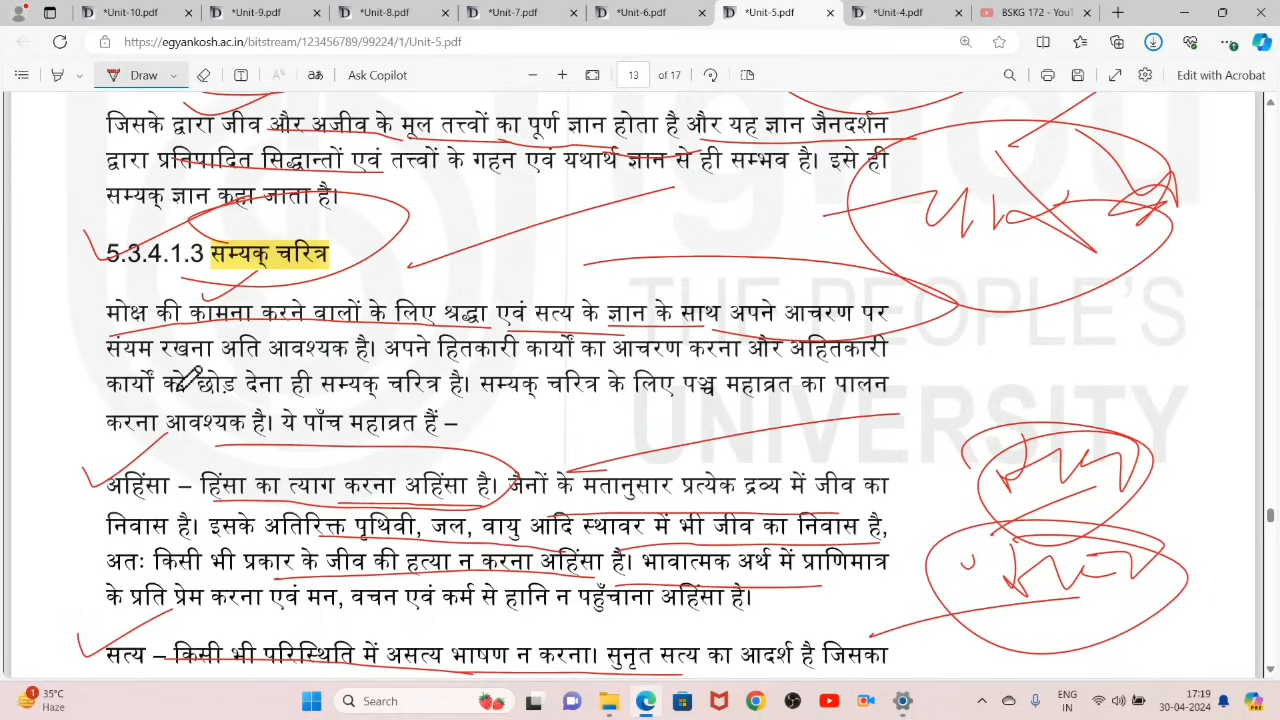 *Unit-10.pdf
*Unit-9.pdf
*Unit-8.pdf
*Unit-7.pdf
*Unit-6.pdf
*Unit-5.pdf
*Unit-4.pdf
BSKG 172 - YouT
https://egyankosh.ac.in/bitstream/123456789/99224/1/Unit-5.pdf
Draw
Ask Copilot
13 of 17
Edit with Acrobat
जिसके द्वारा जीव और अजीव के मूल तत्त्वों का पूर्ण ज्ञान होता है और यह ज्ञान जैनदर्शन
द्वारा प्रतिपादित सिद्धान्तों एवं तत्त्वों के गहन एवं यथार्थ ज्ञान से ही सम्भव है। इसे ही
सम्यक् ज्ञान कहा जाता है।
5.3.4.1.3 सम्यक् चरित्र
मोक्ष की कामना करने वालों के लिए श्रद्धा एवं सत्य के ज्ञान के साथ अपने आचरण पर
संयम रखना अति आवश्यक है। अपने हितकारी कार्यों का आचरण करना और अहितकारी
कार्यों को छोड़ देना ही सम्यक् चरित्र है। सम्यक् चरित्र के लिए पञ्च महाव्रत का पालन
करना आवश्यक है। ये पाँच महाव्रत हैं –
अहिंसा – हिंसा का त्याग करना अहिंसा है। जैनों के मतानुसार प्रत्येक द्रव्य में जीव का
निवास है। इसके अतिरिक्त पृथिवी, जल, वायु आदि स्थावर में भी जीव का निवास है,
अतः किसी भी प्रकार के जीव की हत्या न करना अहिंसा है। भावात्मक अर्थ में प्राणिमात्र
के प्रति प्रेम करना एवं मन, वचन एवं कर्म से हानि न पहुँचाना अहिंसा है।
सत्य – किसी भी परिस्थिति में असत्य भाषण न करना। सुनृत सत्य का आदर्श है जिसका
THE PEOPLE'S
UNIVERSITY
1
35°C
Haze
Search
ENG
IN
17:19
30-04-2024